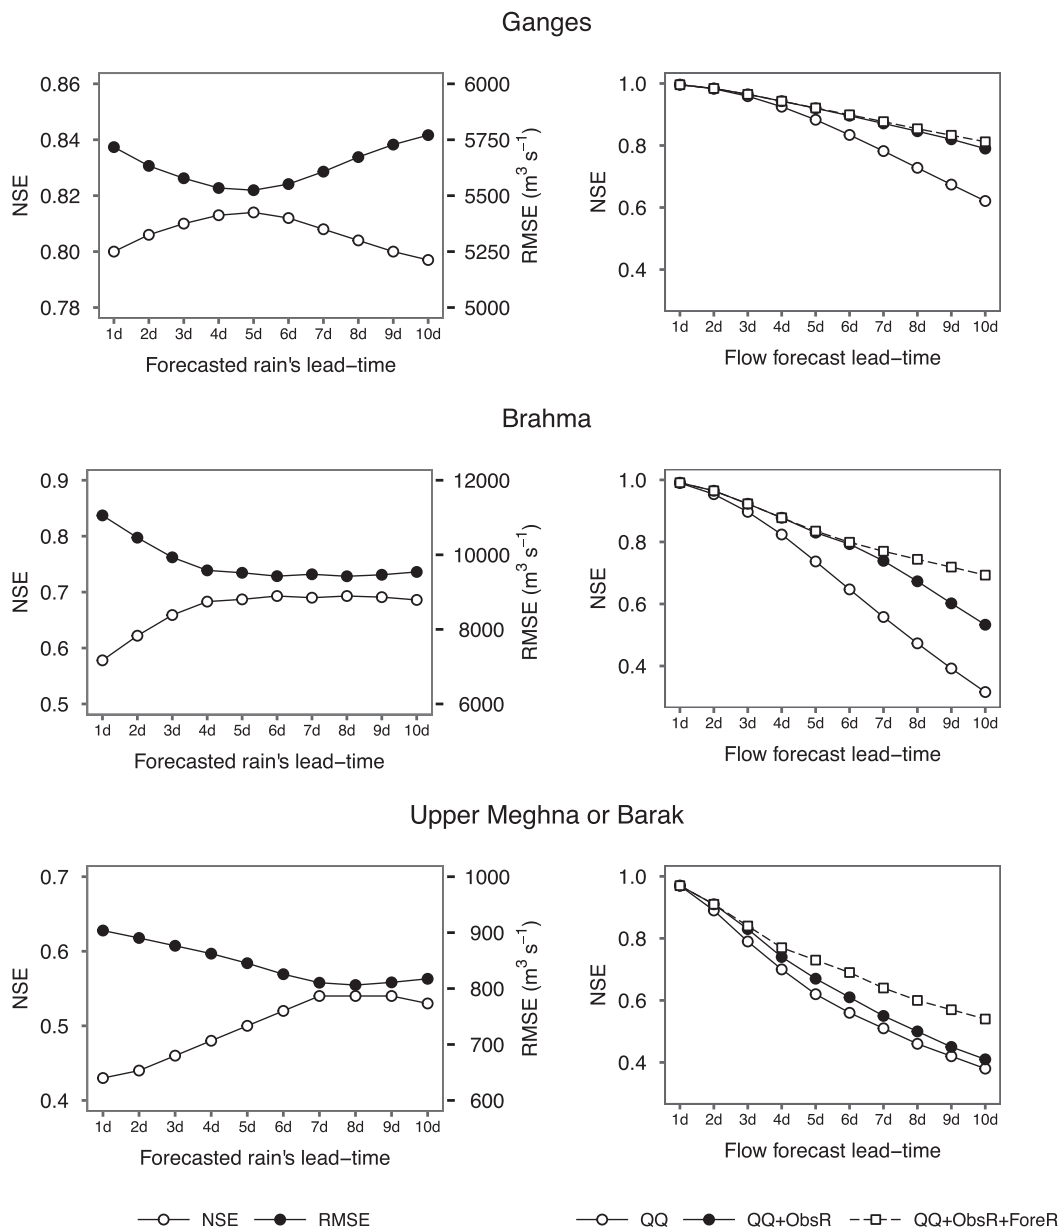 Ganges
0.86
0.84
0.82
0.80
0.78
NSE
6000
5750
5500
5250
5000
RMSE (m³ s⁻¹)
1d 2d 3d 4d 5d 6d 7d 8d 9d 10d
Forecasted rain's lead−time
1.0
0.8
0.6
0.4
NSE
1d 2d 3d 4d 5d 6d 7d 8d 9d 10d
Flow forecast lead−time
Brahma
0.9
0.8
0.7
0.6
0.5
NSE
12000
10000
8000
6000
RMSE (m³ s⁻¹)
1d 2d 3d 4d 5d 6d 7d 8d 9d 10d
Forecasted rain's lead−time
1.0
0.8
0.6
0.4
NSE
1d 2d 3d 4d 5d 6d 7d 8d 9d 10d
Flow forecast lead−time
Upper Meghna or Barak
0.7
0.6
0.5
0.4
NSE
1000
900
800
700
600
RMSE (m³ s⁻¹)
1d 2d 3d 4d 5d 6d 7d 8d 9d 10d
Forecasted rain's lead−time
1.0
0.8
0.6
0.4
NSE
1d 2d 3d 4d 5d 6d 7d 8d 9d 10d
Flow forecast lead−time
NSE RMSE
QQ QQ+ObsR QQ+ObsR+ForeR